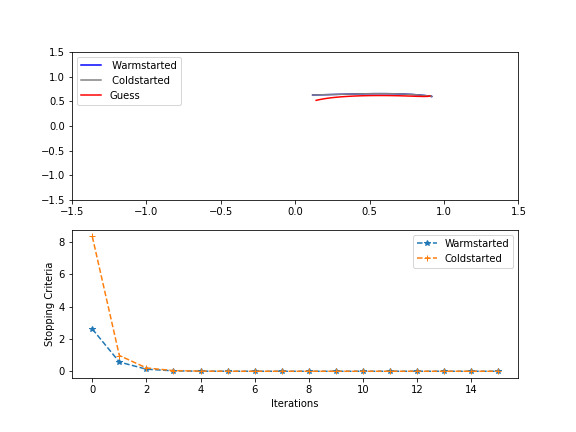 1.5
1.0
0.5
0.0
−0.5
−1.0
−1.5
Warmstarted
Coldstarted
Guess
−1.5 −1.0 −0.5 0.0 0.5 1.0 1.5
Stopping Criteria
8
6
4
2
0
Warmstarted
Coldstarted
0 2 4 6 8 10 12 14
Iterations